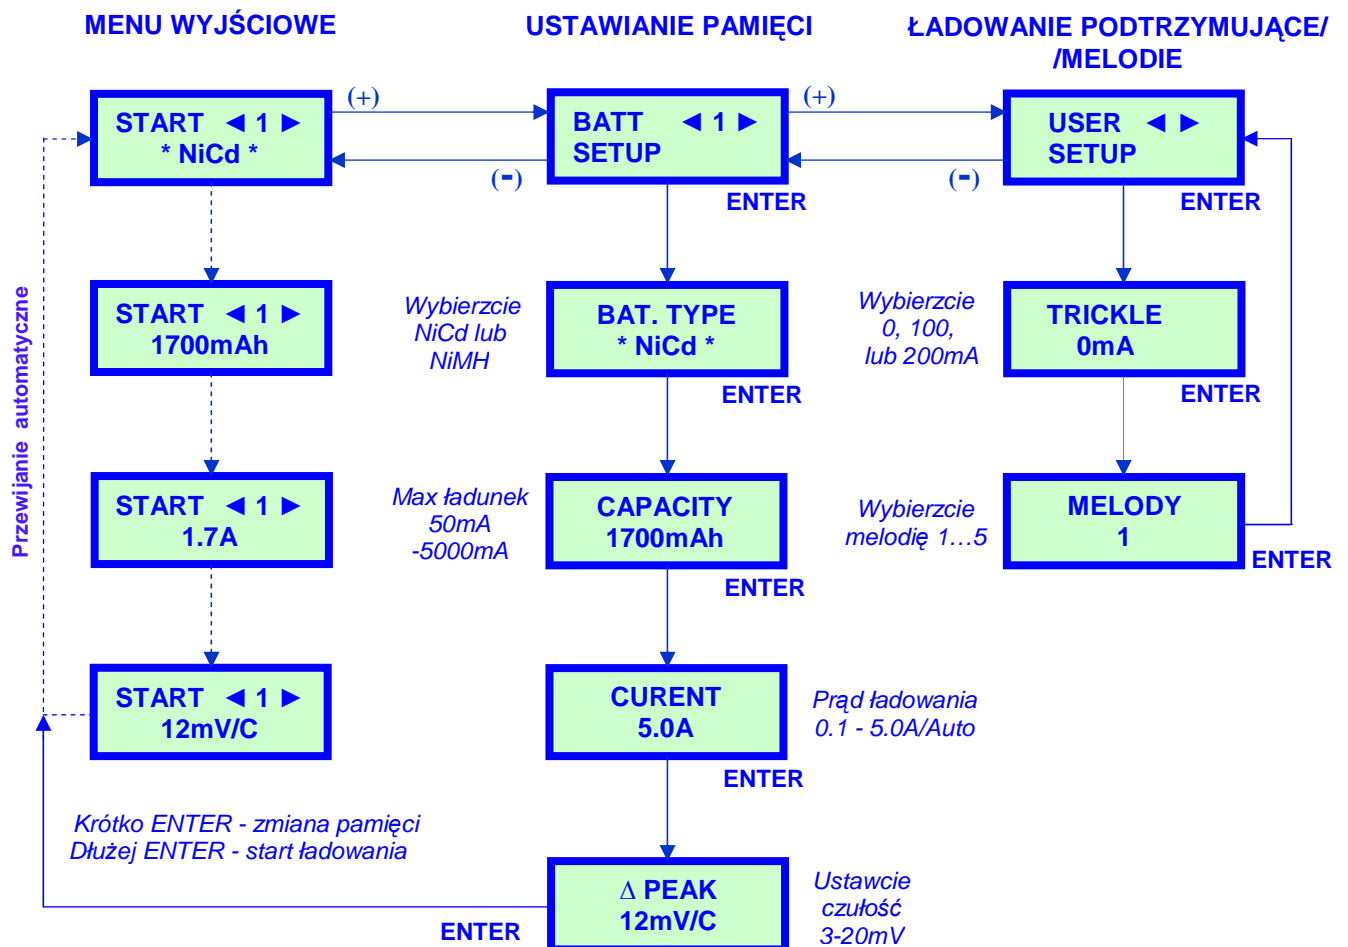 MENU WYJŚCIOWE
USTAWIANIE PAMIĘCI
ŁADOWANIE PODTRZYMUJĄCE/
/MELODIE
START ◄ 1 ►
* NiCd *
(+)
(-)
BATT ◄ 1 ►
SETUP
ENTER
(+)
(-)
USER ◄ ►
SETUP
ENTER
Przewijanie automatyczne
START ◄ 1 ►
1700mAh
Wybierzcie
NiCd lub
NiMH
BAT. TYPE
* NiCd *
ENTER
Wybierzcie
0, 100,
lub 200mA
TRICKLE
0mA
ENTER
START ◄ 1 ►
1.7A
Max ładunek
50mA
-5000mA
CAPACITY
1700mAh
ENTER
Wybierzcie
melodię 1...5
MELODY
1
ENTER
START ◄ 1 ►
12mV/C
CURENT
5.0A
ENTER
Prąd ładowania
0.1 - 5.0A/Auto
Krótko ENTER - zmiana pamięci
Dłużej ENTER - start ładowania
ENTER
Δ PEAK
12mV/C
Ustawcie
czułość
3-20mV